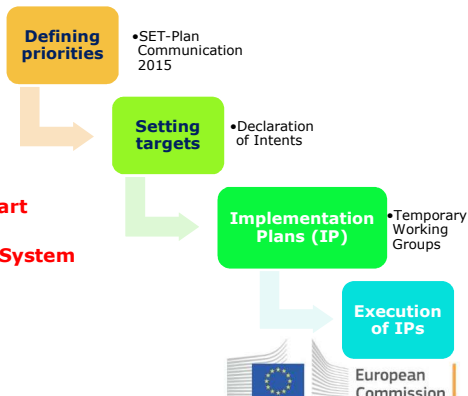 Defining
priorities
•SET-Plan
Communication
2015
Setting
targets
•Declaration
of Intents
art
System
Implementation
Plans (IP)
•Temporary
Working
Groups
Execution
of IPs
European
Commission